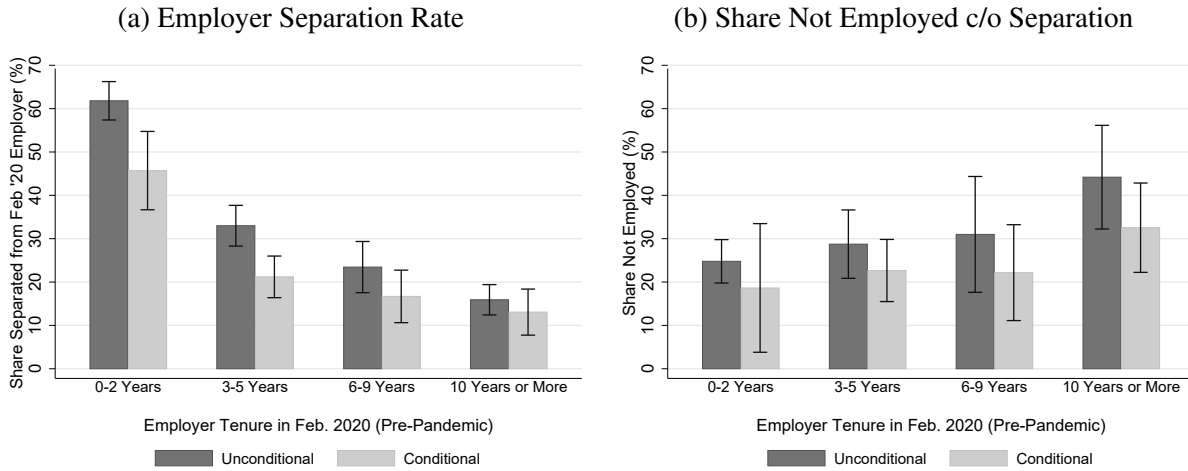 (a) Employer Separation Rate
Share Separated from Feb '20 Employer (%)
70
60
50
40
30
20
10
0
0-2 Years 3-5 Years 6-9 Years 10 Years or More
Employer Tenure in Feb. 2020 (Pre-Pandemic)
Unconditional Conditional
(b) Share Not Employed c/o Separation
Share Not Employed (%)
70
60
50
40
30
20
10
0
0-2 Years 3-5 Years 6-9 Years 10 Years or More
Employer Tenure in Feb. 2020 (Pre-Pandemic)
Unconditional Conditional